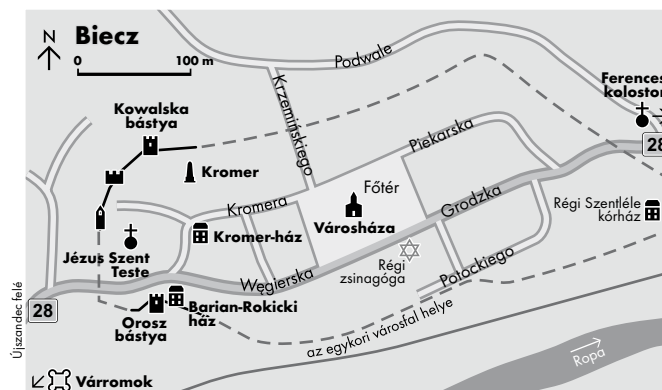 N
Biecz
0 100 m
Podwale
Ferences
kolostor
28
Kowalska
bástya
Krzemińskiego
Piekarska
Kromer
Főtér
Kromera
Városháza
Grodzka
Régi Szentlélek
kórház
Kromer-ház
Jézus Szent
Teste
Régi
zsinagóga
Węgierska
Potockiego
Újszandec felé
28
Barian-Rokicki
ház
Orosz
bástya
az egykori városfal helye
Ropa
Várromok